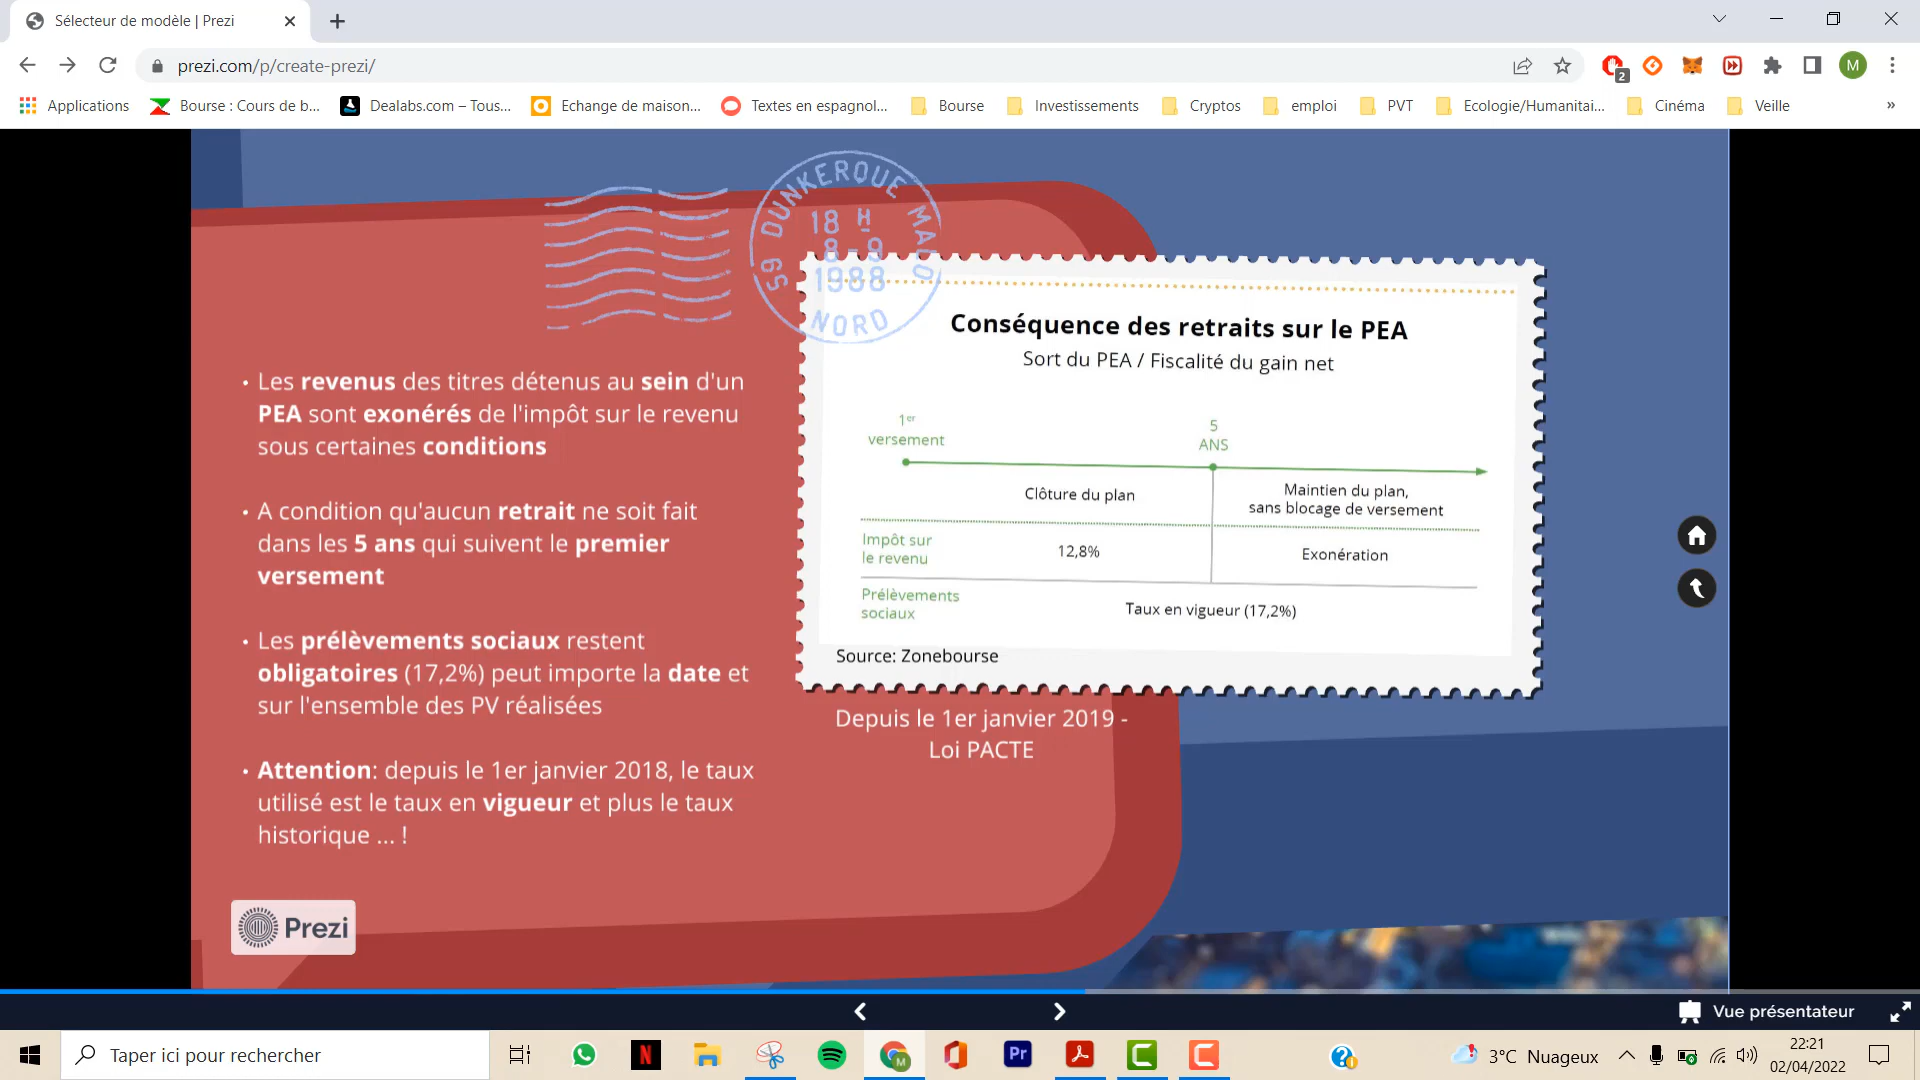 Sélecteur de modèle | Prezi
prezi.com/p/create-prezi/
2
M
Applications
Bourse : Cours de b...
Dealabs.com – Tous...
Echange de maison...
Textes en espagnol...
Bourse
Investissements
Cryptos
emploi
PVT
Ecologie/Humanitai...
Cinéma
Veille
»
59 DUNKERQUE MALO
18 H
8-9
1988
NORD
• Les revenus des titres détenus au sein d'un
PEA sont exonérés de l'impôt sur le revenu
sous certaines conditions
• A condition qu'aucun retrait ne soit fait
dans les 5 ans qui suivent le premier
versement
• Les prélèvements sociaux restent
obligatoires (17,2%) peut importe la date et
sur l'ensemble des PV réalisées
• Attention: depuis le 1er janvier 2018, le taux
utilisé est le taux en vigueur et plus le taux
historique ... !
Conséquence des retraits sur le PEA
Sort du PEA / Fiscalité du gain net
1er
versement
5
ANS
Clôture du plan
Maintien du plan,
sans blocage de versement
Impôt sur
le revenu
12,8%
Exonération
Prélèvements
sociaux
Taux en vigueur (17,2%)
Source: Zonebourse
Depuis le 1er janvier 2019 -
Loi PACTE
Prezi
Vue présentateur
Taper ici pour rechercher
N
M
Pr
C
C
3°C Nuageux
22:21
02/04/2022